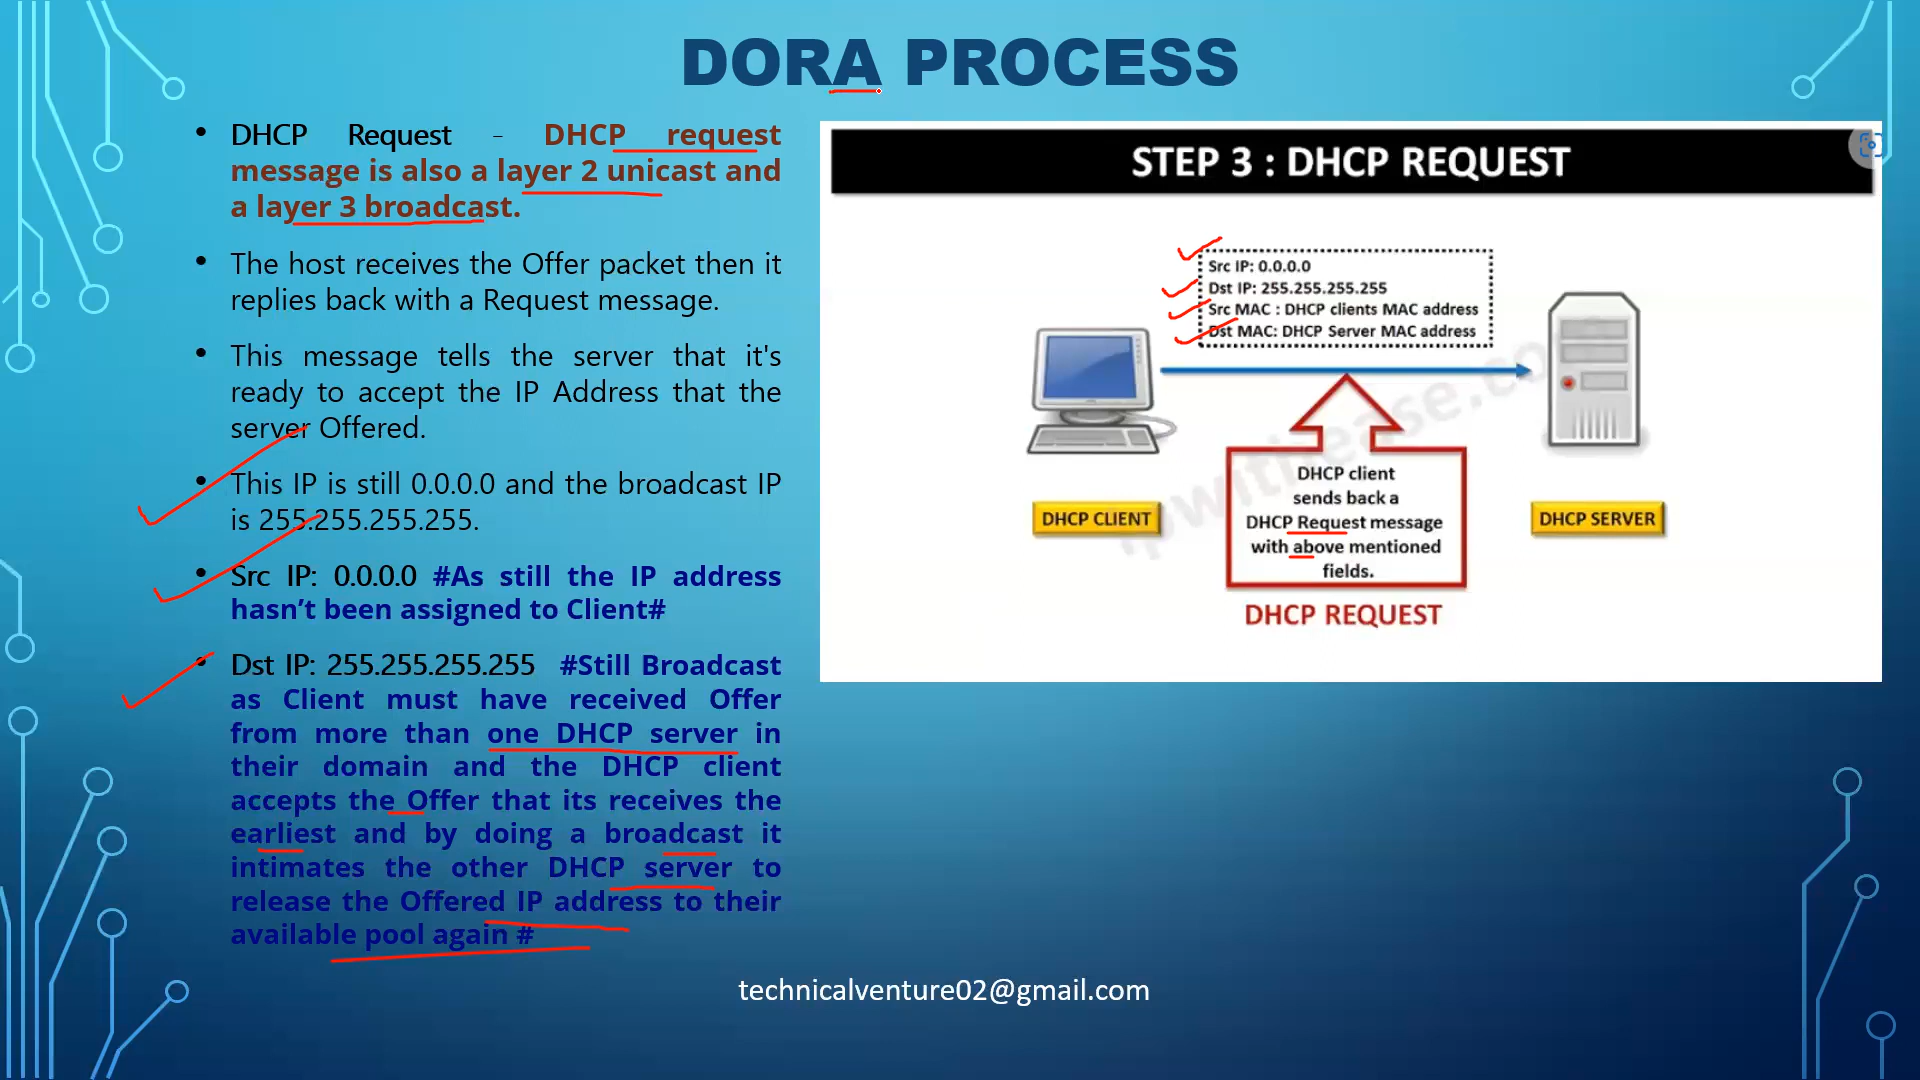 DORA PROCESS
• DHCP Request - DHCP request
message is also a layer 2 unicast and
a layer 3 broadcast.
• The host receives the Offer packet then it
replies back with a Request message.
• This message tells the server that it's
ready to accept the IP Address that the
server Offered.
• This IP is still 0.0.0.0 and the broadcast IP
is 255.255.255.255.
• Src IP: 0.0.0.0 #As still the IP address
hasn't been assigned to Client#
• Dst IP: 255.255.255.255 #Still Broadcast
as Client must have received Offer
from more than one DHCP server in
their domain and the DHCP client
accepts the Offer that its receives the
earliest and by doing a broadcast it
intimates the other DHCP server to
release the Offered IP address to their
available pool again #
STEP 3 : DHCP REQUEST
Src IP: 0.0.0.0
Dst IP: 255.255.255.255
Src MAC : DHCP clients MAC address
Dst MAC: DHCP Server MAC address
DHCP CLIENT
DHCP client
sends back a
DHCP Request message
with above mentioned
fields.
DHCP SERVER
DHCP REQUEST
technicalventure02@gmail.com